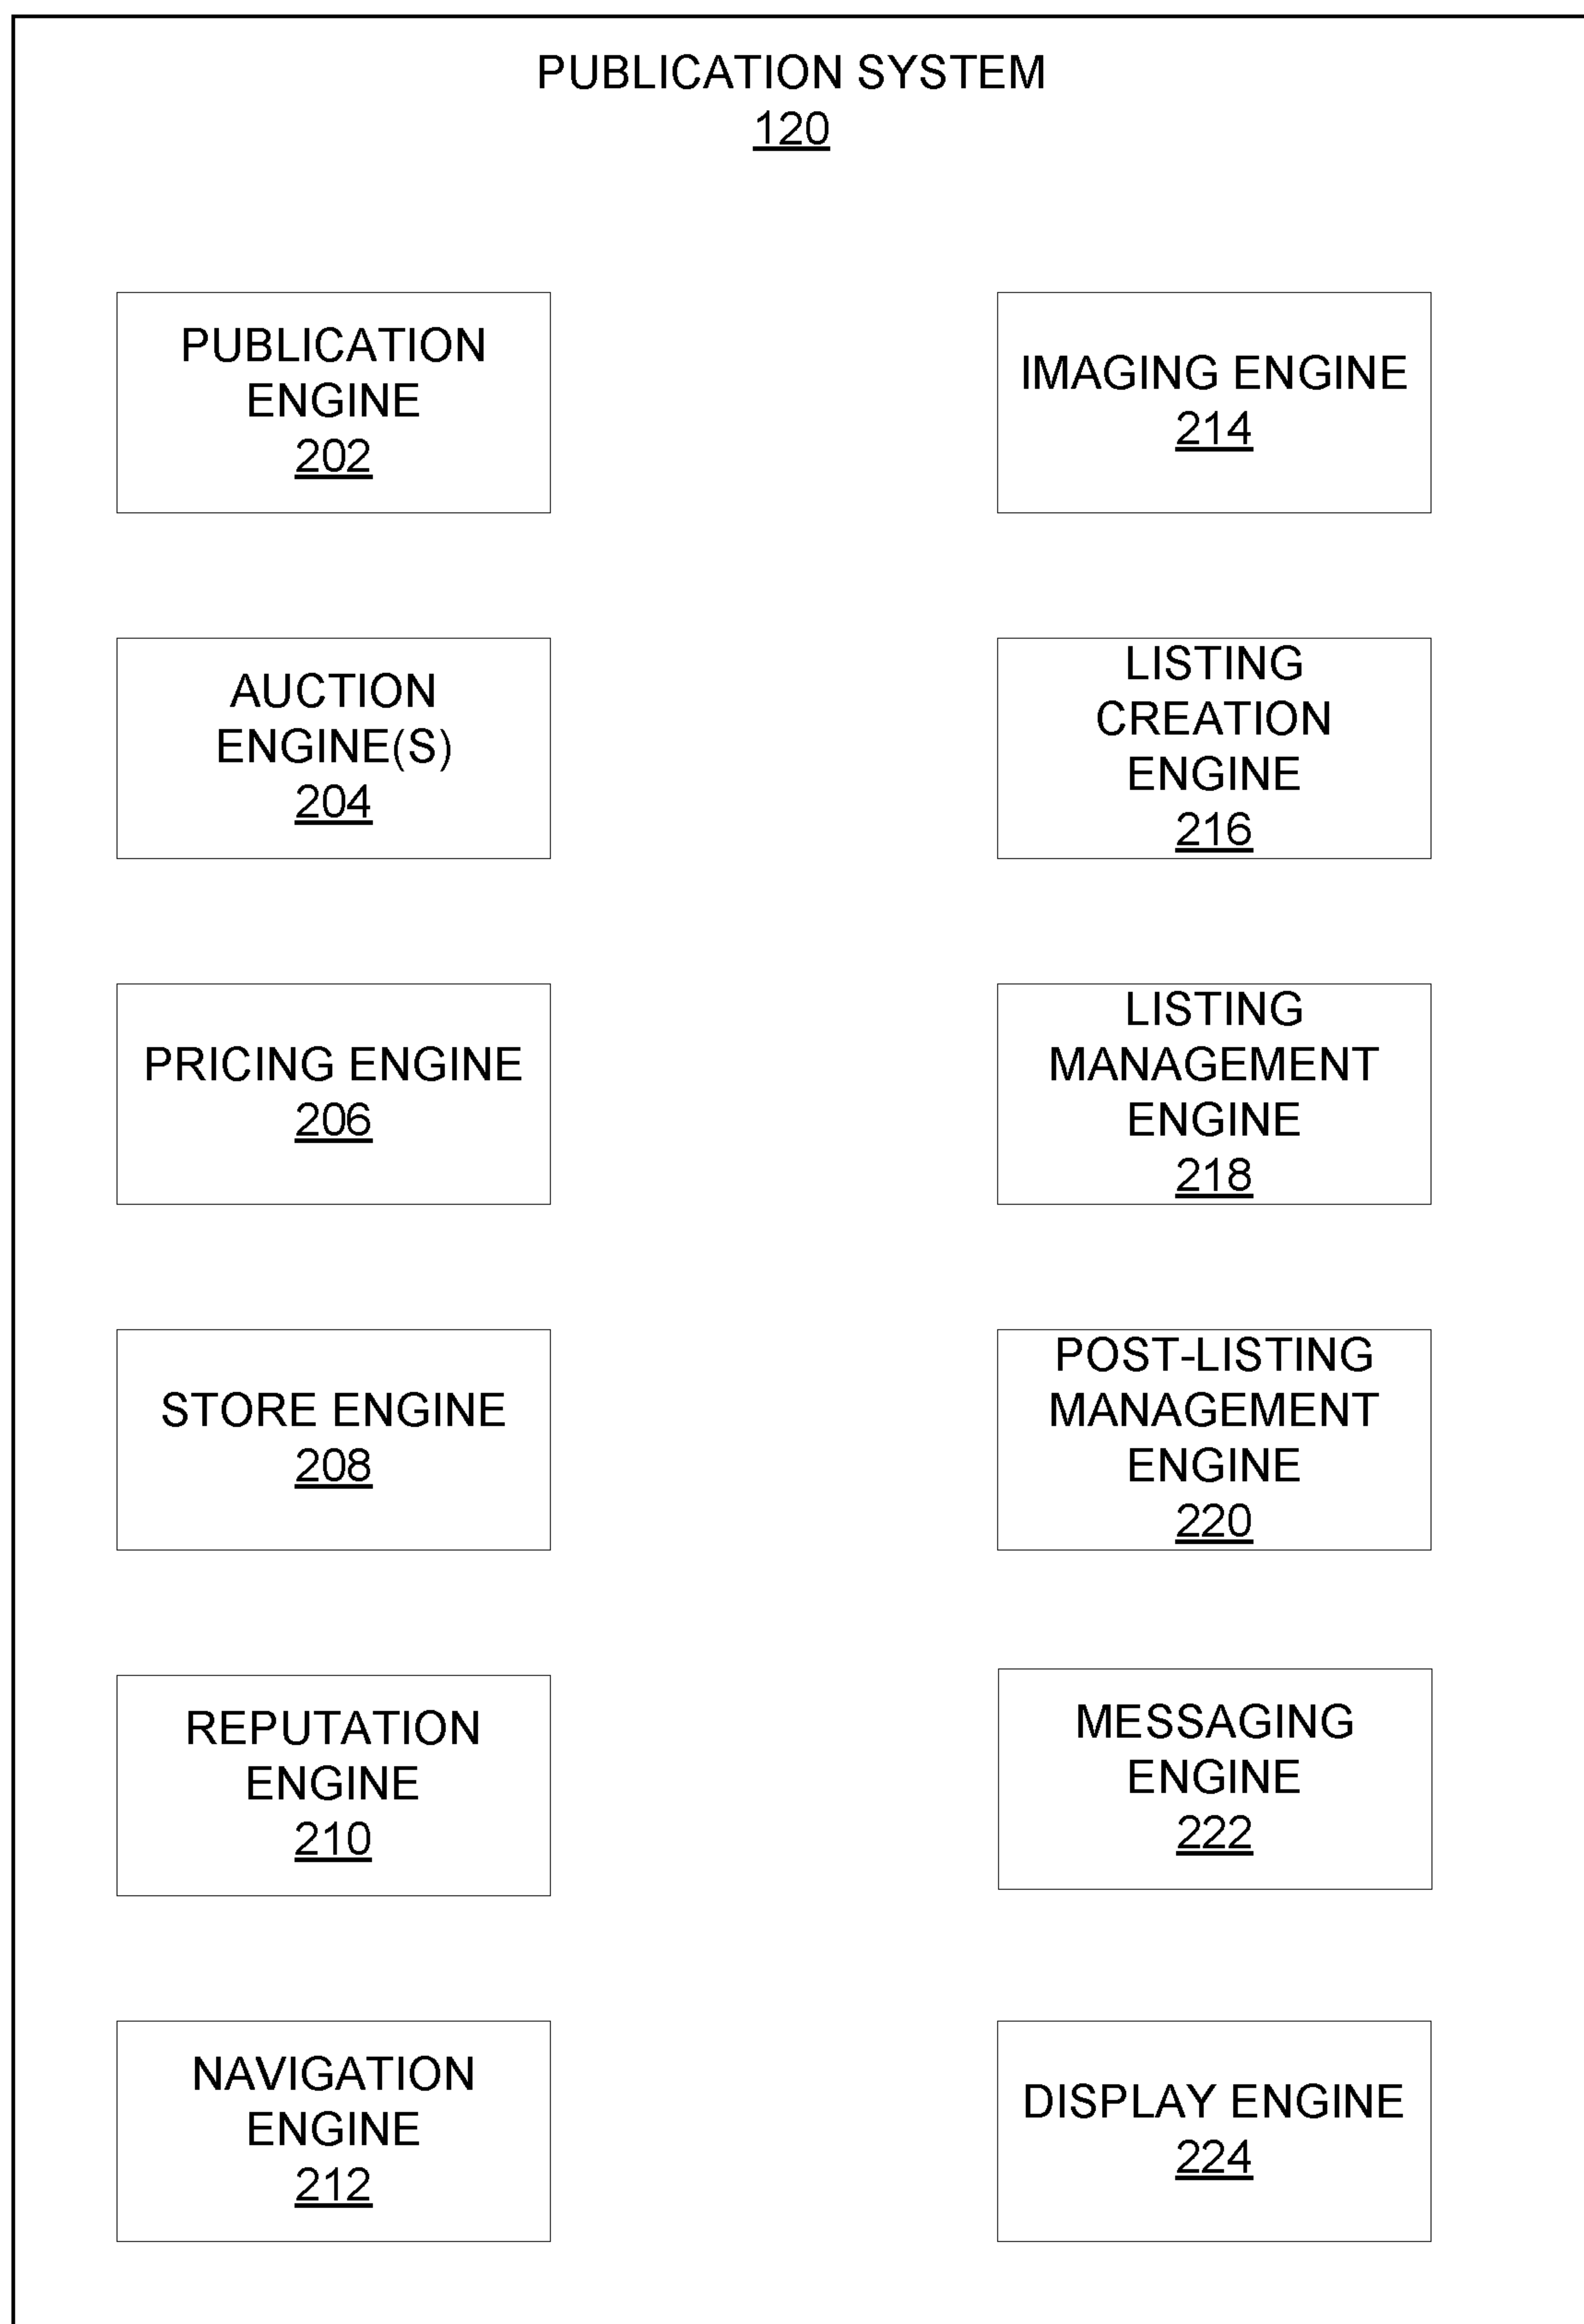 PUBLICATION SYSTEM
120
PUBLICATION
ENGINE
202
AUCTION
ENGINE(S)
204
PRICING ENGINE
206
STORE ENGINE
208
REPUTATION
ENGINE
210
NAVIGATION
ENGINE
212
IMAGING ENGINE
214
LISTING
CREATION
ENGINE
216
LISTING
MANAGEMENT
ENGINE
218
POST-LISTING
MANAGEMENT
ENGINE
220
MESSAGING
ENGINE
222
DISPLAY ENGINE
224